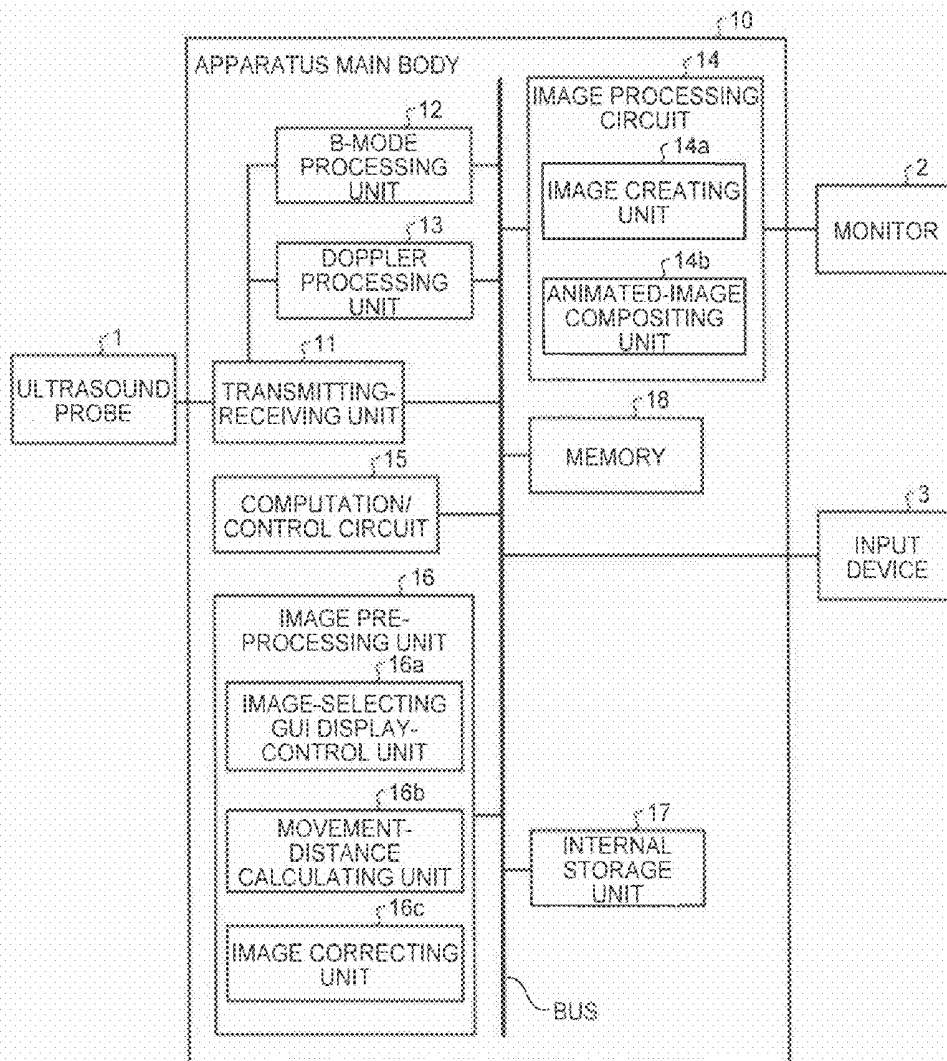 10
APPARATUS MAIN BODY
12
B-MODE
PROCESSING
UNIT
13
DOPPLER
PROCESSING
UNIT
1
ULTRASOUND
PROBE
11
TRANSMITTING-
RECEIVING UNIT
15
COMPUTATION/
CONTROL CIRCUIT
16
IMAGE PRE-
PROCESSING UNIT
16a
IMAGE-SELECTING
GUI DISPLAY-
CONTROL UNIT
16b
MOVEMENT-
DISTANCE
CALCULATING UNIT
16c
IMAGE CORRECTING
UNIT
14
IMAGE PROCESSING
CIRCUIT
14a
IMAGE CREATING
UNIT
14b
ANIMATED-IMAGE
COMPOSITING
UNIT
18
MEMORY
17
INTERNAL
STORAGE
UNIT
BUS
2
MONITOR
3
INPUT
DEVICE